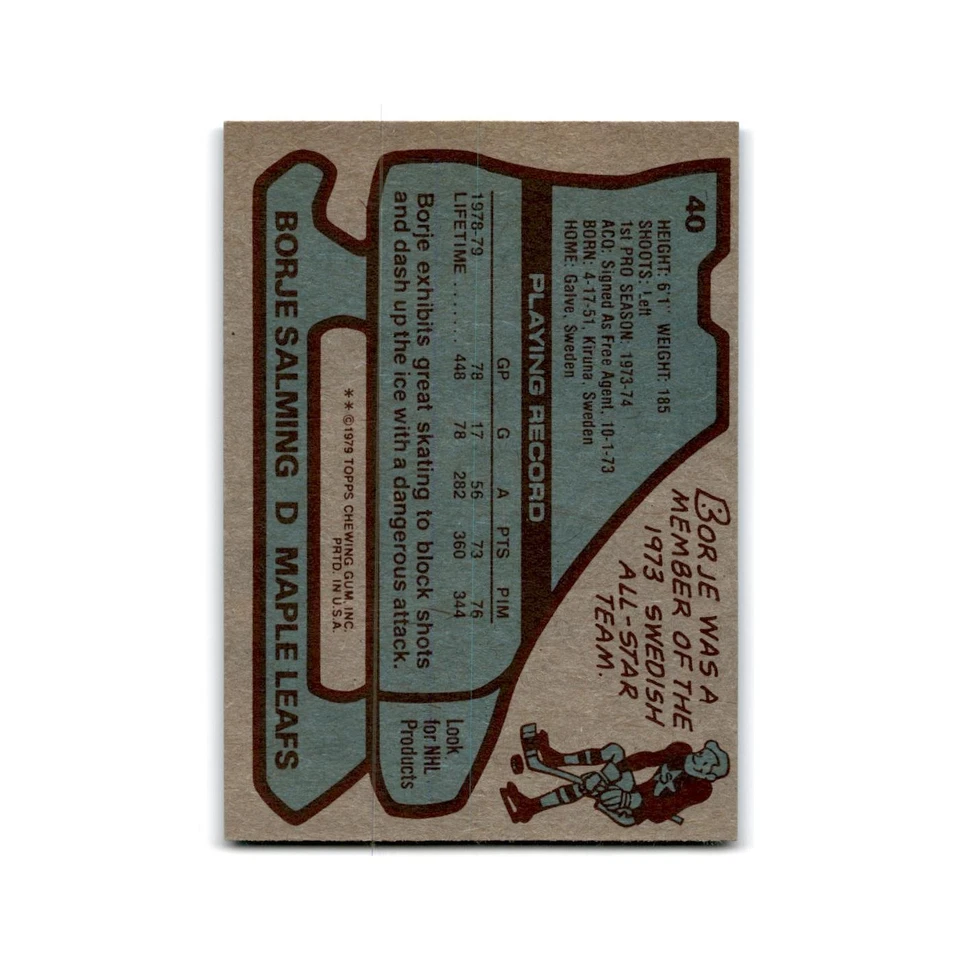 40
HEIGHT: 6'1" WEIGHT: 185
SHOOTS: Left
1st PRO SEASON: 1973-74
ACQ: Signed As Free Agent, 10-1-73
BORN: 4-17-51, Kiruna, Sweden
HOME: Galve, Sweden
BORJE WAS A
MEMBER OF THE
1973 SWEDISH
ALL-STAR
TEAM.
PLAYING RECORD
GP G A PTS PIM
1978-79 78 17 56 73 76
LIFETIME ....... 448 78 282 360 344
Borje exhibits great skating to block shots
and dash up the ice with a dangerous attack.
Look
for NHL
Products
* * ©1979 TOPPS CHEWING GUM, INC.
PRTD. IN U.S.A.
BORJE SALMING D MAPLE LEAFS